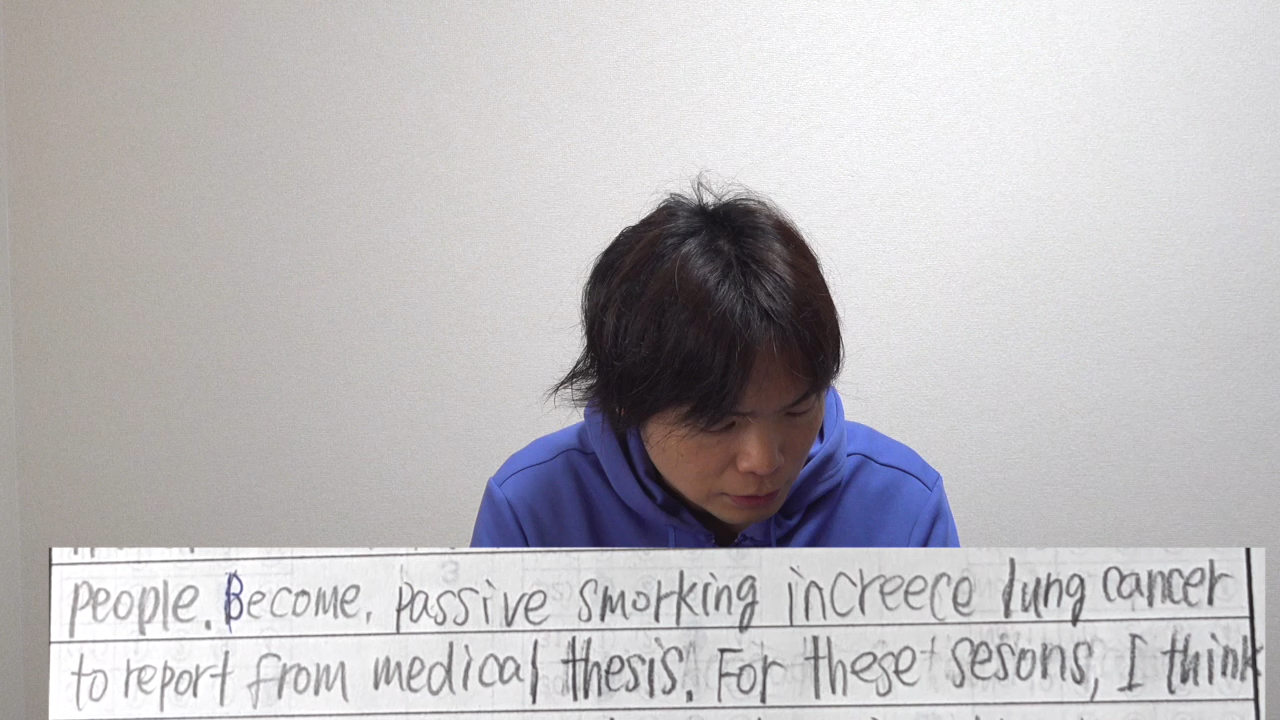 people. Become, passive smorking increece lung cancer
to report from medical thesis. For these sesons, I think